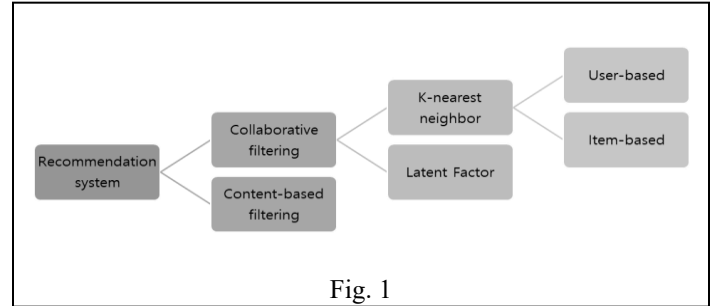 Recommendation
system
Collaborative
filtering
Content-based
filtering
K-nearest
neighbor
Latent Factor
User-based
Item-based
Fig. 1